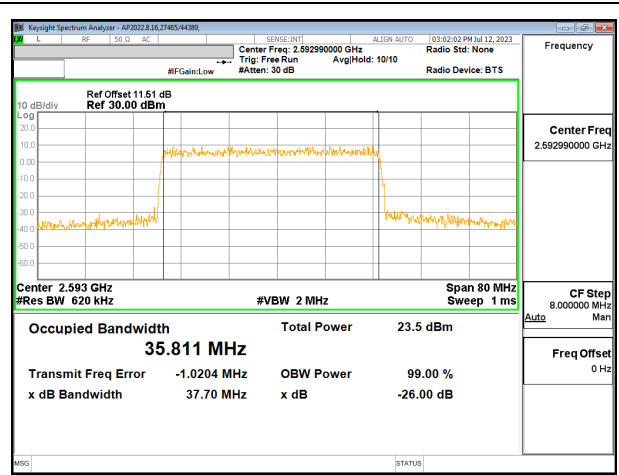 Keysight Spectrum Analyzer - AP2022.8.16,27465/44389,
LXI L RF 50 Ω AC SENSE:INT ALIGN AUTO 03:02:02 PM Jul 12, 2023
Center Freq: 2.592990000 GHz Radio Std: None
Trig: Free Run Avg|Hold: 10/10
#IFGain:Low #Atten: 30 dB Radio Device: BTS
Frequency
Ref Offset 11.51 dB
10 dB/div Ref 30.00 dBm
Log
20.0
10.0
0.00
-10.0
-20.0
-30.0
-40.0
-50.0
-60.0
Center 2.593 GHz Span 80 MHz
#Res BW 620 kHz #VBW 2 MHz Sweep 1 ms
Center Freq
2.592990000 GHz
CF Step
8.000000 MHz
Auto Man
Freq Offset
0 Hz
Occupied Bandwidth Total Power 23.5 dBm
35.811 MHz
Transmit Freq Error -1.0204 MHz OBW Power 99.00 %
x dB Bandwidth 37.70 MHz x dB -26.00 dB
MSG STATUS